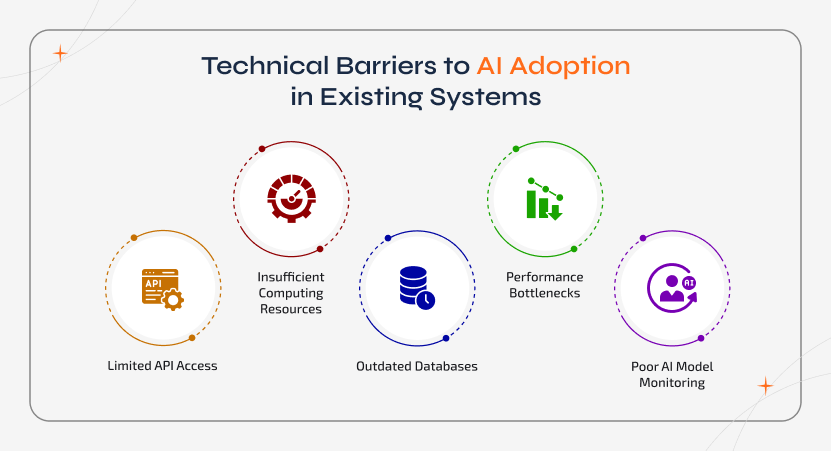 Technical Barriers to AI Adoption
in Existing Systems
API
Limited API Access
Insufficient
Computing
Resources
Outdated Databases
Performance
Bottlenecks
AI
Poor AI Model
Monitoring